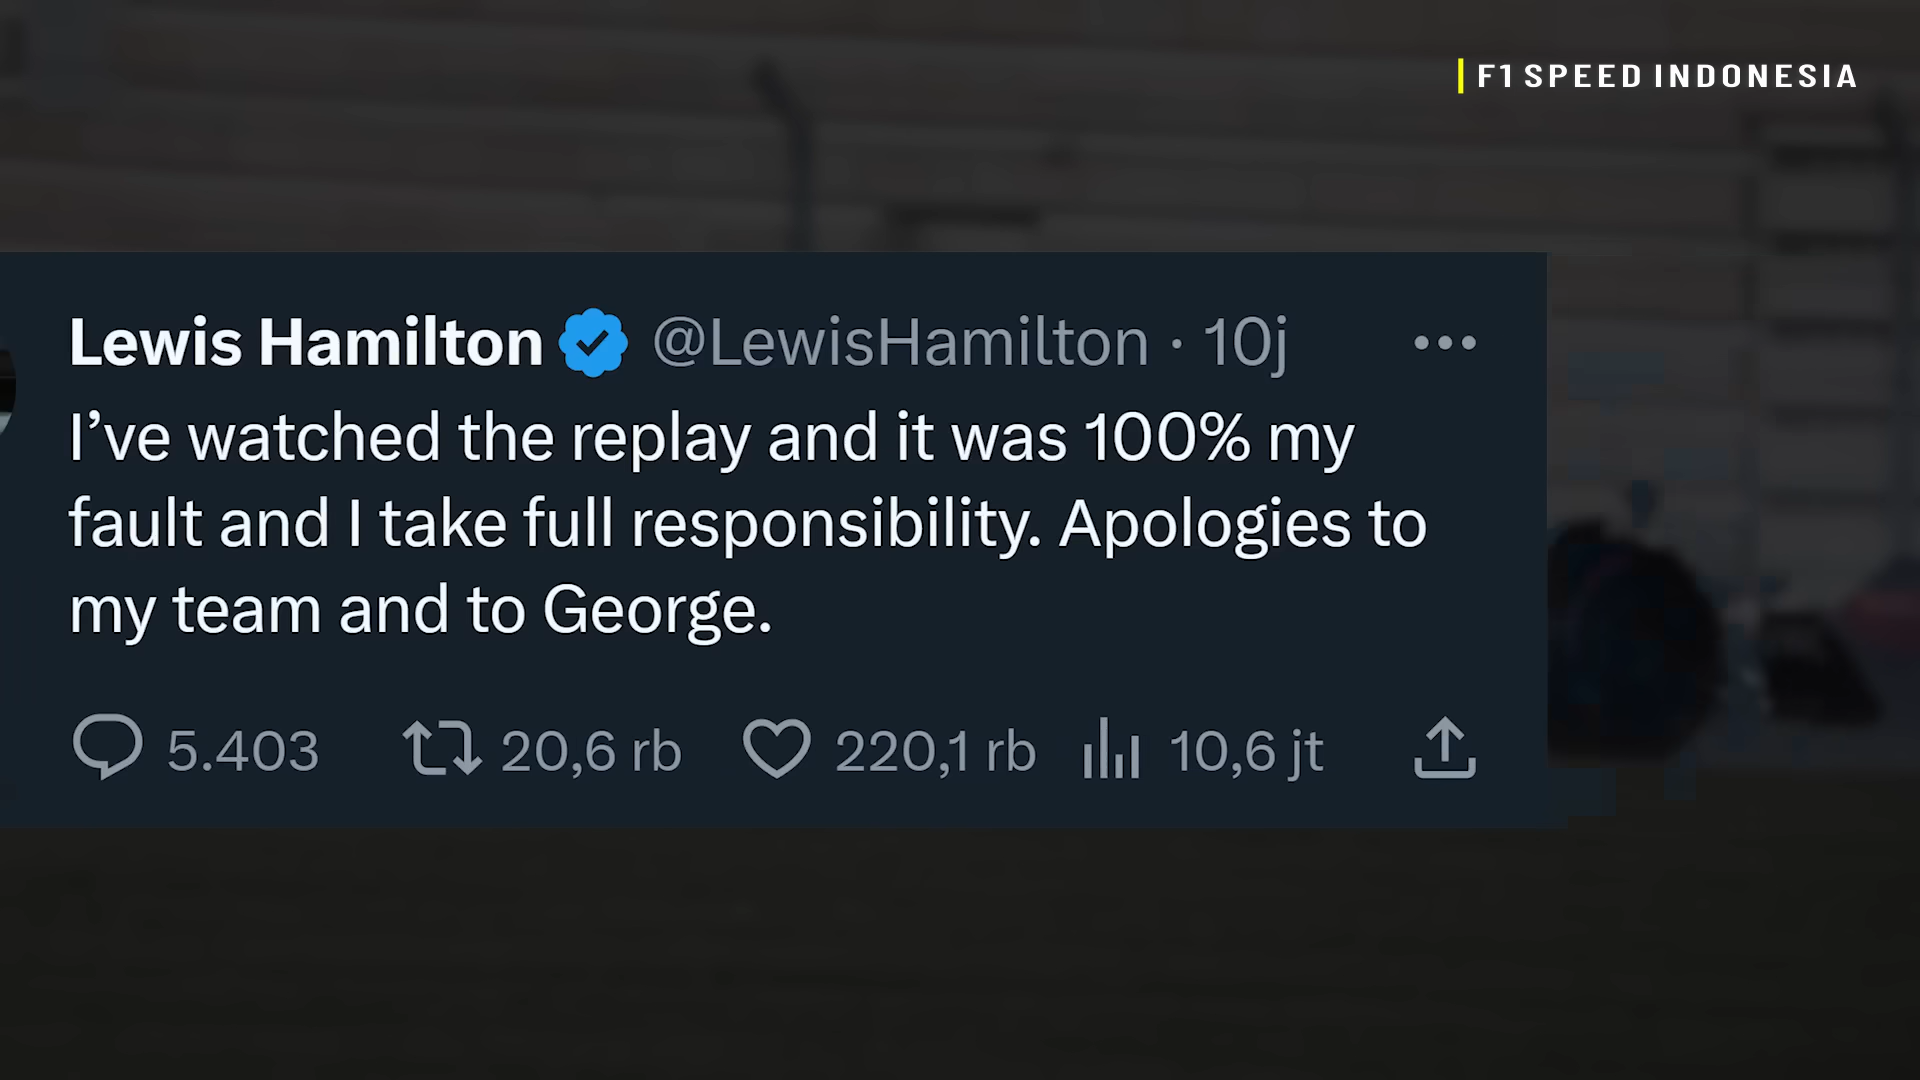 F1 SPEED INDONESIA
Lewis Hamilton @LewisHamilton · 10j
I’ve watched the replay and it was 100% my
fault and I take full responsibility. Apologies to
my team and to George.
5.403 20,6 rb 220,1 rb 10,6 jt